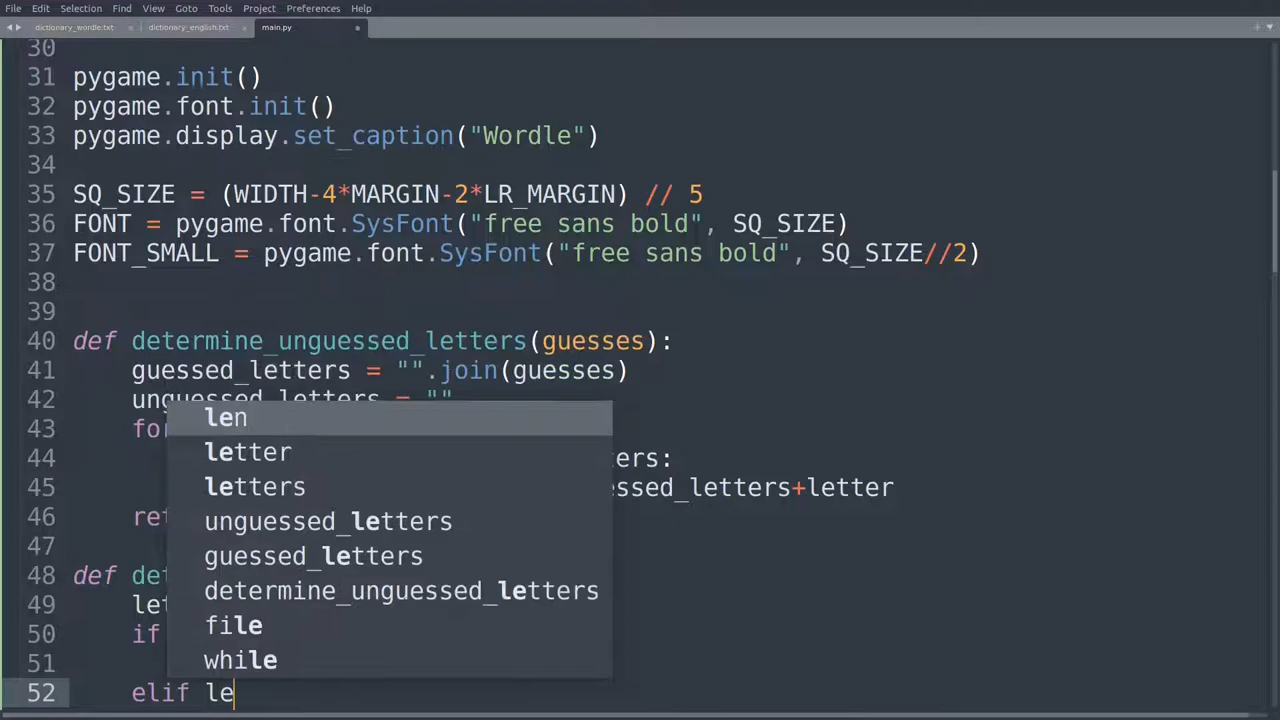 File Edit Selection Find View Goto Tools Project Preferences Help
dictionary_wordle.txt dictionary_english.txt main.py
30
31 pygame.init()
32 pygame.font.init()
33 pygame.display.set_caption("Wordle")
34
35 SQ_SIZE = (WIDTH-4*MARGIN-2*LR_MARGIN) // 5
36 FONT = pygame.font.SysFont("free sans bold", SQ_SIZE)
37 FONT_SMALL = pygame.font.SysFont("free sans bold", SQ_SIZE//2)
38
39
40 def determine_unguessed_letters(guesses):
41 guessed_letters = "".join(guesses)
42 unguessed_letters = ""
43 for
44 ters:
45 essed_letters+letter
46 ret
47
48 def det
49 let
50 if
51
52 elif le
len
letter
letters
unguessed_letters
guessed_letters
determine_unguessed_letters
file
while